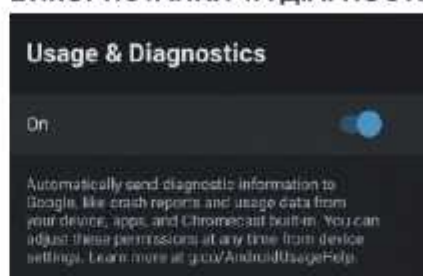 Usage & Diagnostics
On
Automatically send diagnostic information to
Google, like crash reports and usage data from
your device, apps, and Chromecast built-in. You can
adjust these permissions at any time from device
settings. Learn more at g.co/AndroidUsageHelp.